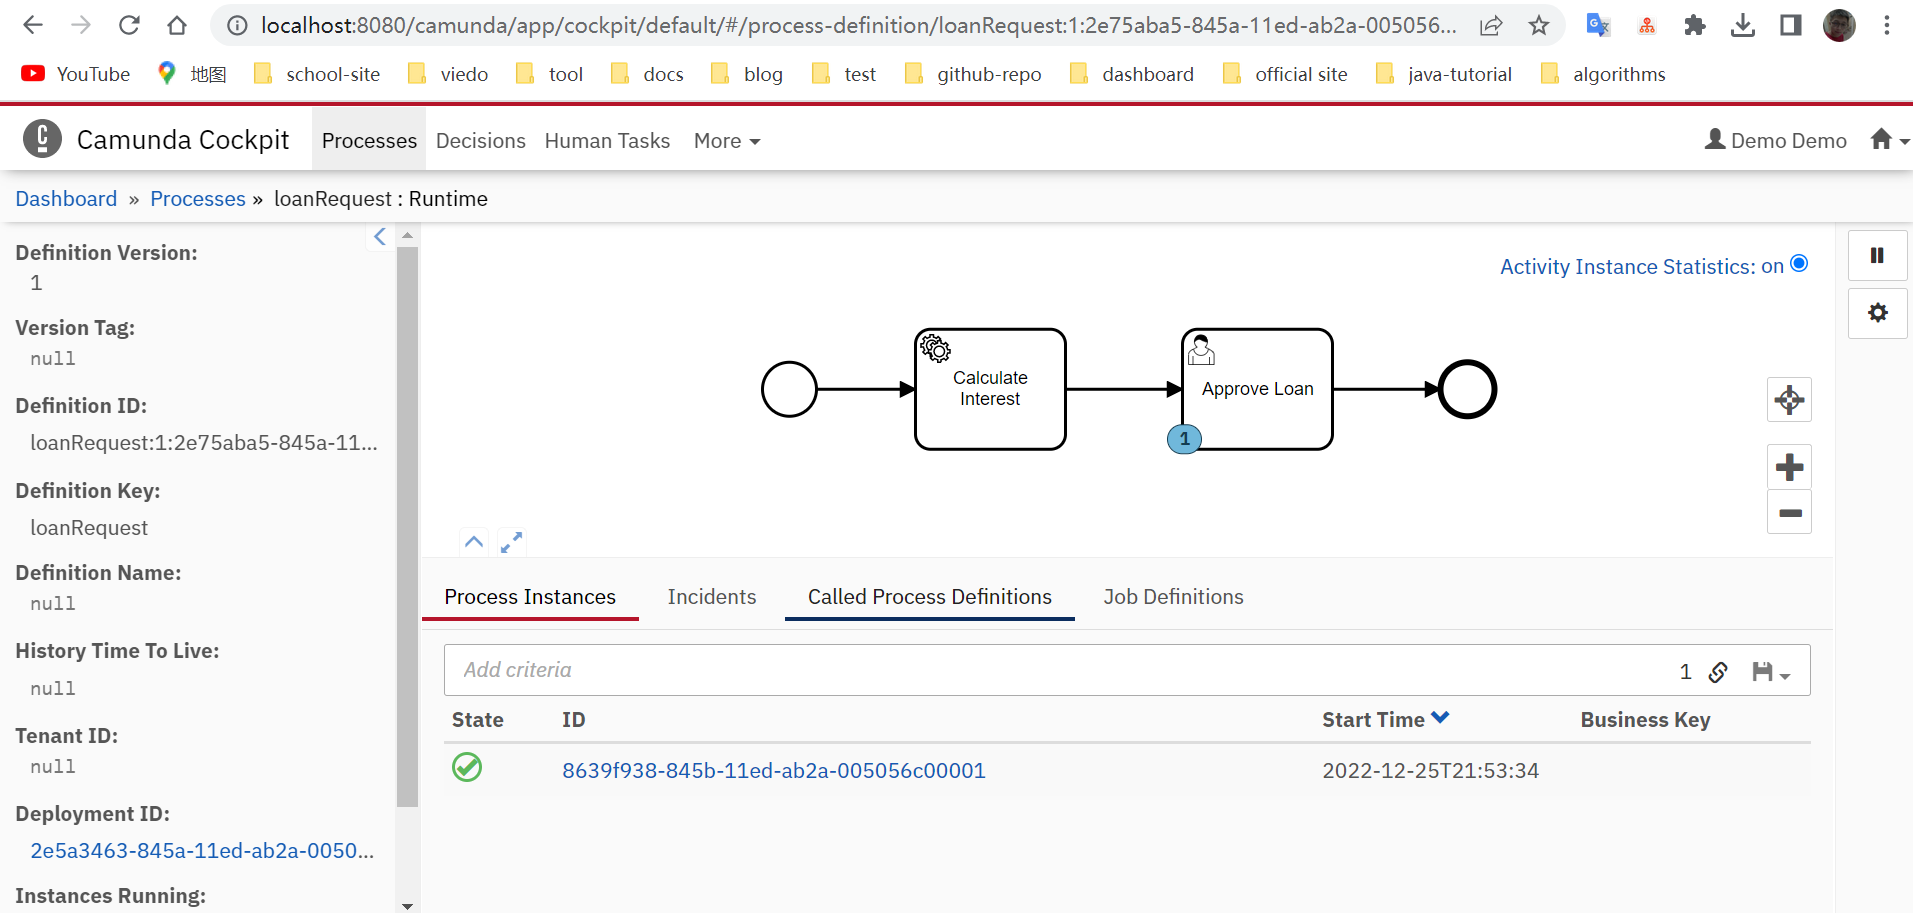 localhost:8080/camunda/app/cockpit/default/#/process-definition/loanRequest:1:2e75aba5-845a-11ed-ab2a-005056...
YouTube 地图 school-site viedo tool docs blog test github-repo dashboard official site java-tutorial algorithms
Camunda Cockpit Processes Decisions Human Tasks More Demo Demo
Dashboard » Processes » loanRequest : Runtime
Definition Version:
1
Version Tag:
null
Definition ID:
loanRequest:1:2e75aba5-845a-11...
Definition Key:
loanRequest
Definition Name:
null
History Time To Live:
null
Tenant ID:
null
Deployment ID:
2e5a3463-845a-11ed-ab2a-0050...
Instances Running:
Activity Instance Statistics: on
Calculate
Interest
Approve Loan
1
Process Instances Incidents Called Process Definitions Job Definitions
Add criteria 1
State ID Start Time Business Key
8639f938-845b-11ed-ab2a-005056c00001 2022-12-25T21:53:34